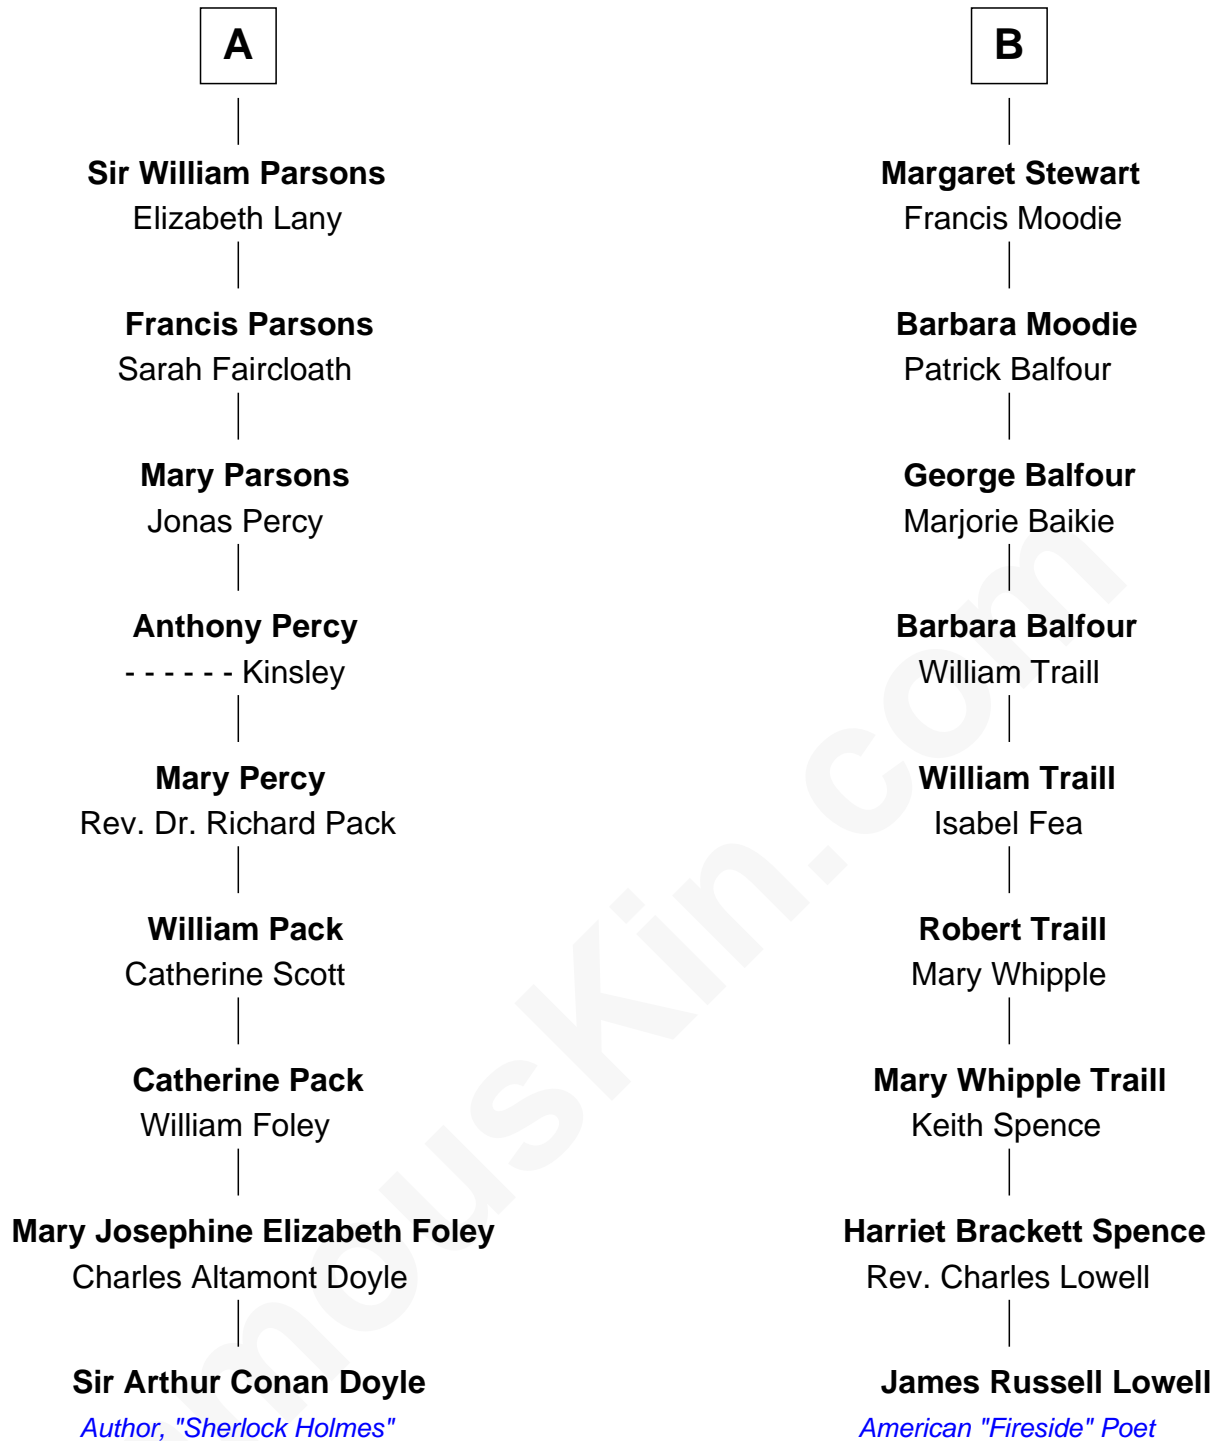 A
Sir William Parsons
Elizabeth Lany
Francis Parsons
Sarah Faircloath
Mary Parsons
Jonas Percy
Anthony Percy
- - - - - - Kinsley
Mary Percy
Rev. Dr. Richard Pack
William Pack
Catherine Scott
Catherine Pack
William Foley
Mary Josephine Elizabeth Foley
Charles Altamont Doyle
Sir Arthur Conan Doyle
Author, "Sherlock Holmes"
B
Margaret Stewart
Francis Moodie
Barbara Moodie
Patrick Balfour
George Balfour
Marjorie Baikie
Barbara Balfour
William Traill
William Traill
Isabel Fea
Robert Traill
Mary Whipple
Mary Whipple Traill
Keith Spence
Harriet Brackett Spence
Rev. Charles Lowell
James Russell Lowell
American "Fireside" Poet
mousKin.com